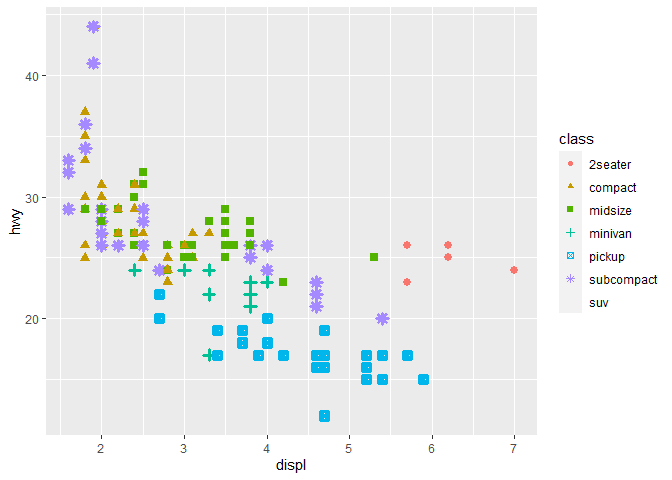 40
30
20
hwy
2
3
4
5
6
7
displ
class
2seater
compact
midsize
minivan
pickup
subcompact
suv